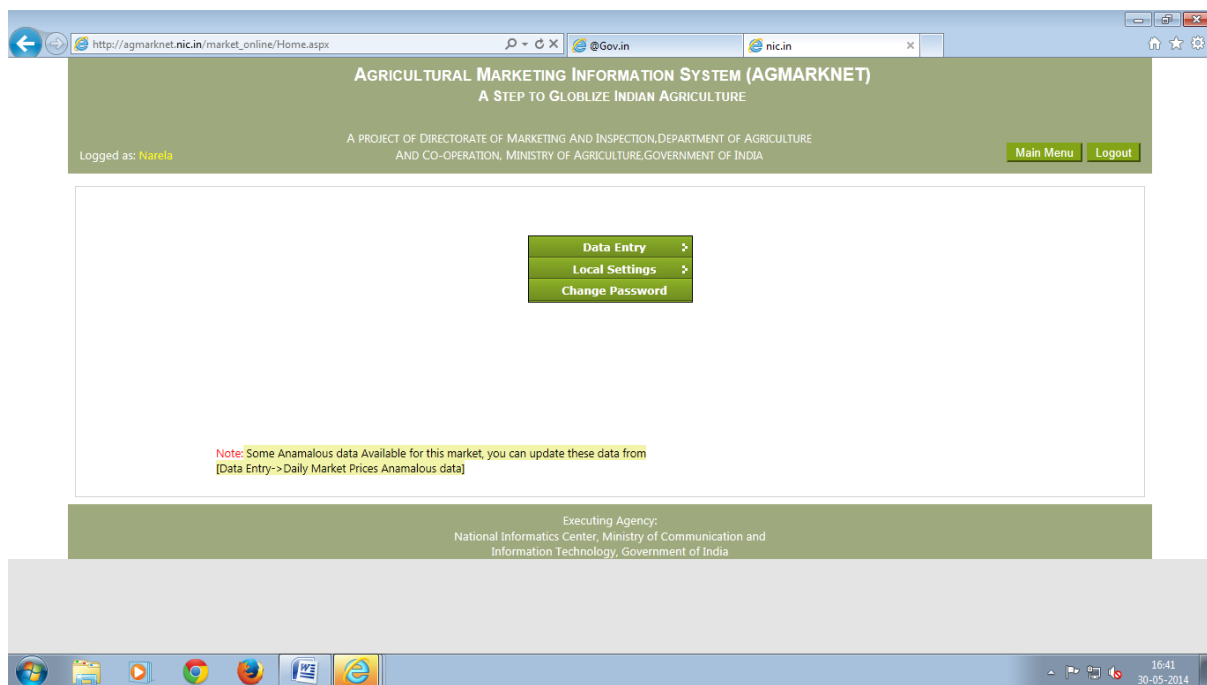 http://agmarknet.nic.in/market_online/Home.aspx
@Gov.in
nic.in
AGRICULTURAL MARKETING INFORMATION SYSTEM (AGMARKNET)
A STEP TO GLOBLIZE INDIAN AGRICULTURE
A PROJECT OF DIRECTORATE OF MARKETING AND INSPECTION,DEPARTMENT OF AGRICULTURE
AND CO-OPERATION, MINISTRY OF AGRICULTURE,GOVERNMENT OF INDIA
Logged as: Narela
Main Menu
Logout
Data Entry
Local Settings
Change Password
Note: Some Anamalous data Available for this market, you can update these data from
[Data Entry->Daily Market Prices Anamalous data]
Executing Agency:
National Informatics Center, Ministry of Communication and
Information Technology, Government of India
16:41
30-05-2014